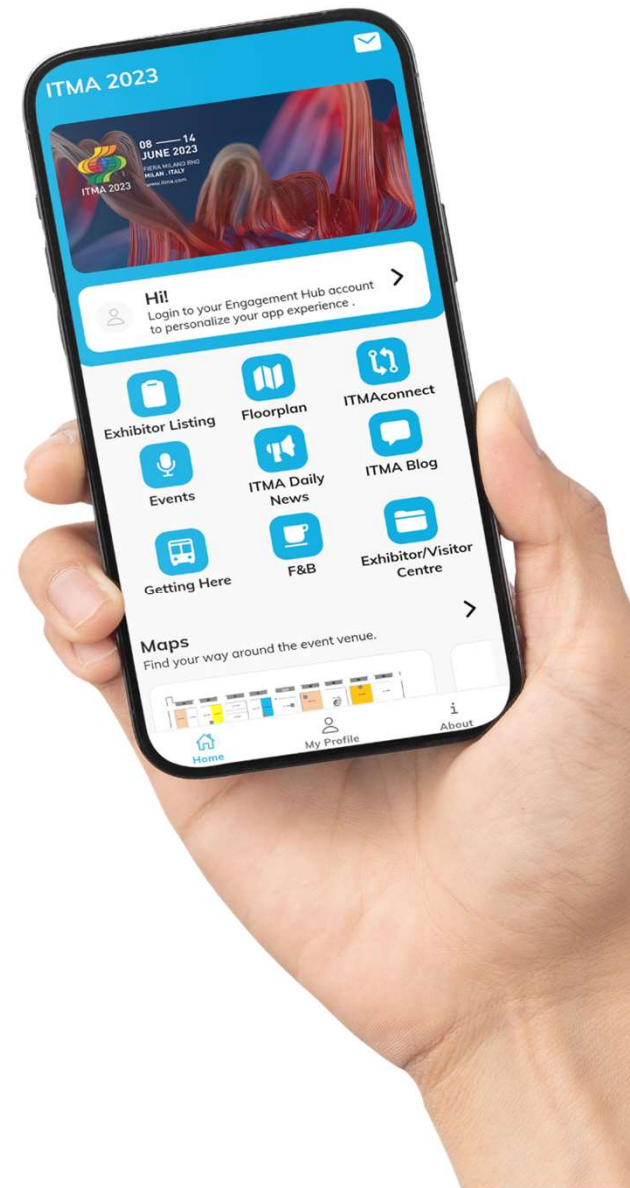 ITMA 2023
08 — 14
JUNE 2023
FIERA MILANO RHO
MILAN . ITALY
www.itma.com
ITMA 2023
Hi!
Login to your Engagement Hub account
to personalize your app experience .
Exhibitor Listing
Floorplan
ITMAconnect
Events
ITMA Daily
News
ITMA Blog
Getting Here
F&B
Exhibitor/Visitor
Centre
Maps
Find your way around the event venue.
Home
My Profile
i
About